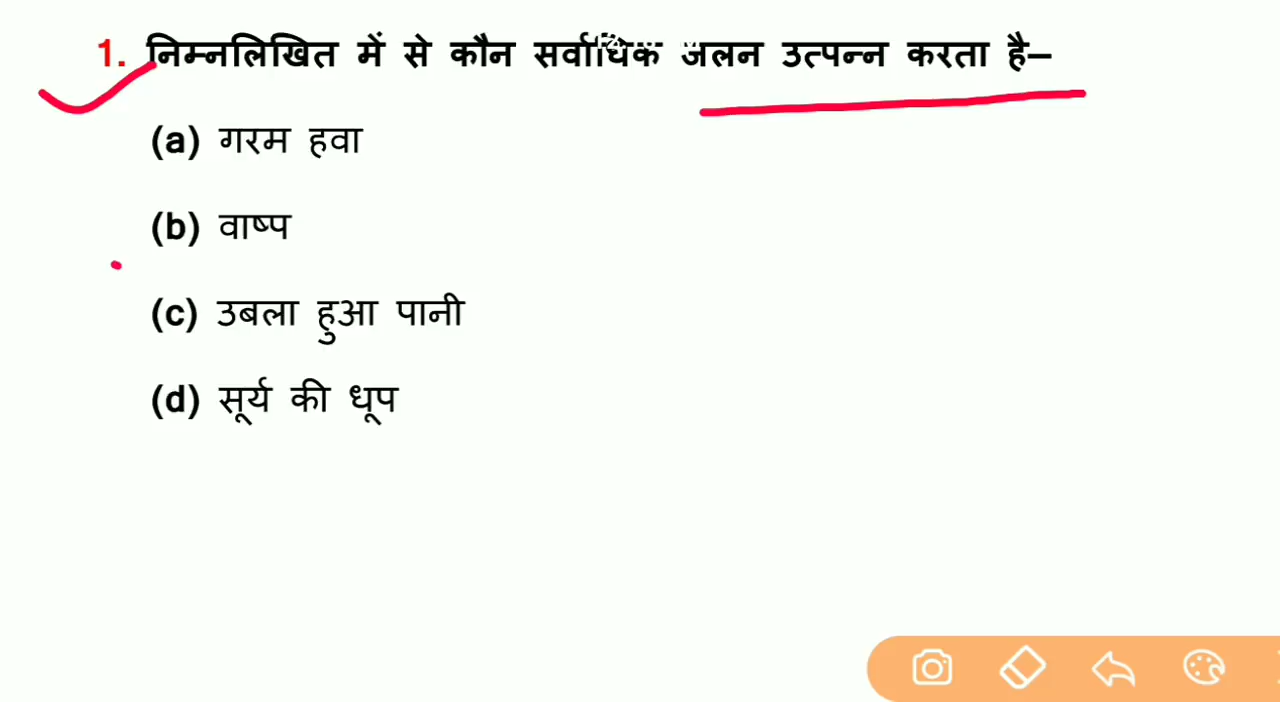 1. निम्नलिखित में से कौन सर्वाधिक जलन उत्पन्न करता है–
(a) गरम हवा
(b) वाष्प
(c) उबला हुआ पानी
(d) सूर्य की धूप